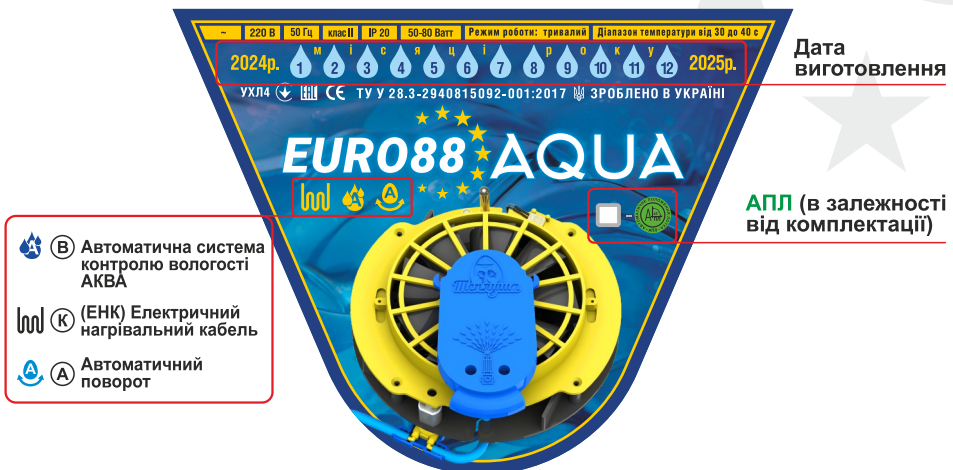 ~ 220 В 50 Гц клас II IP 20 50-80 Ватт Режим роботи: тривалий Діапазон температури від 30 до 40 с
місяці року
2024р. 1 2 3 4 5 6 7 8 9 10 11 12 2025р.
Дата
виготовлення
УХЛ4 EAC CE ТУ У 28.3-2940815092-001:2017 ЗРОБЛЕНО В УКРАЇНІ
EURO88 AQUA
А А
АПЛ (в залежності
від комплектації)
А В Автоматична система
контролю вологості
АКВА
К (ЕНК) Електричний
нагрівальний кабель
А А Автоматичний
поворот